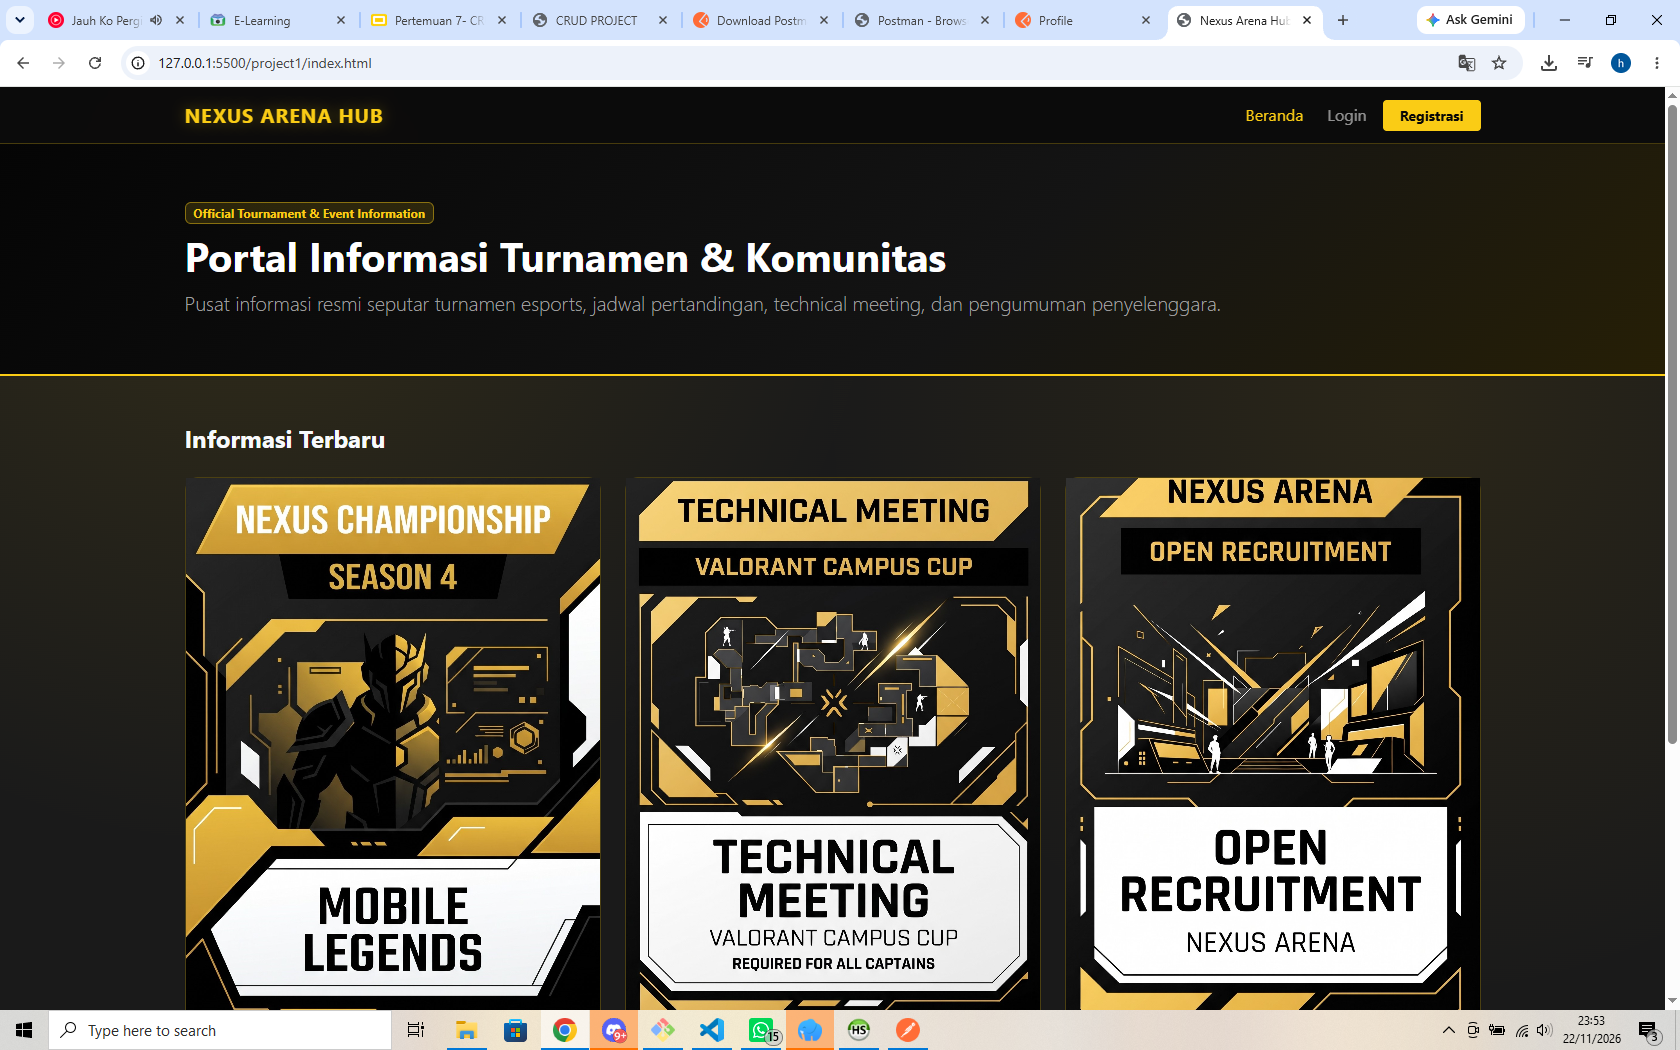 Jauh Ko Pergi
E-Learning
Pertemuan 7- CR
CRUD PROJECT
Download Postm
Postman - Brows
Profile
Nexus Arena Hub
Ask Gemini
127.0.0.1:5500/project1/index.html
h
NEXUS ARENA HUB
Beranda
Login
Registrasi
Official Tournament & Event Information
Portal Informasi Turnamen & Komunitas
Pusat informasi resmi seputar turnamen esports, jadwal pertandingan, technical meeting, dan pengumuman penyelenggara.
Informasi Terbaru
NEXUS CHAMPIONSHIP
SEASON 4
MOBILE
LEGENDS
TECHNICAL MEETING
VALORANT CAMPUS CUP
TECHNICAL
MEETING
VALORANT CAMPUS CUP
REQUIRED FOR ALL CAPTAINS
NEXUS ARENA
OPEN RECRUITMENT
OPEN
RECRUITMENT
NEXUS ARENA
Type here to search
9+
15
HS
23:53
22/11/2026
3